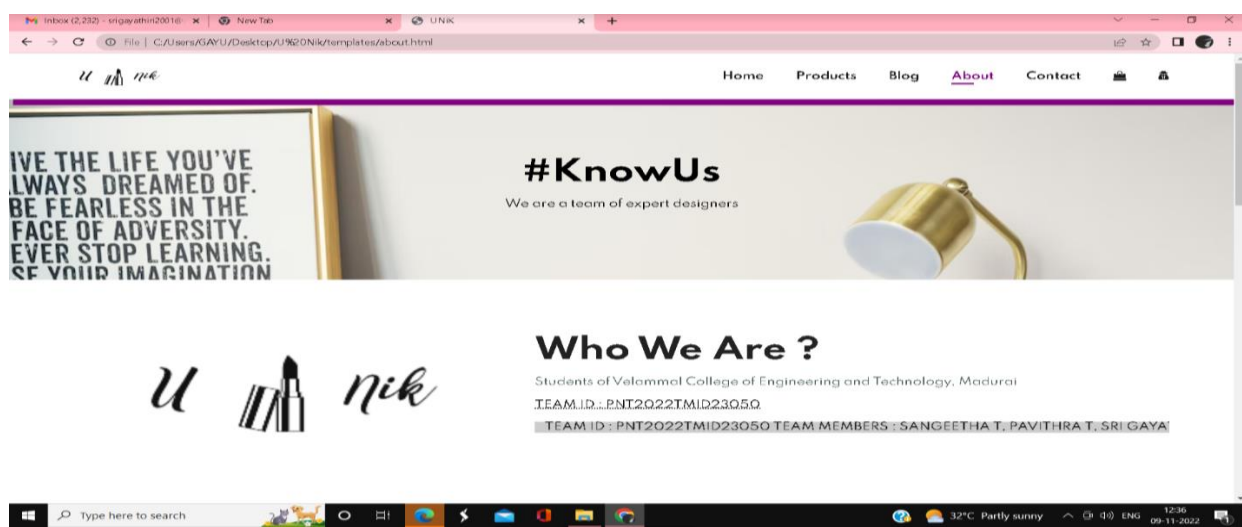 Inbox (2,232) - srigayathiri2001@
New Tab
UNiK
File | C:/Users/GAYU/Desktop/U%20Nik/templates/about.html
U nik
Home Products Blog About Contact
IVE THE LIFE YOU'VE
LWAYS DREAMED OF.
BE FEARLESS IN THE
FACE OF ADVERSITY.
EVER STOP LEARNING.
SE YOUR IMAGINATION
#KnowUs
We are a team of expert designers
U nik
Who We Are ?
Students of Velammal College of Engineering and Technology, Madurai
TEAM ID : PNT2022TMID23050
TEAM ID : PNT2022TMID23050 TEAM MEMBERS : SANGEETHA T, PAVITHRA T, SRI GAYA
Type here to search
32°C Partly sunny
ENG
12:36
09-11-2022